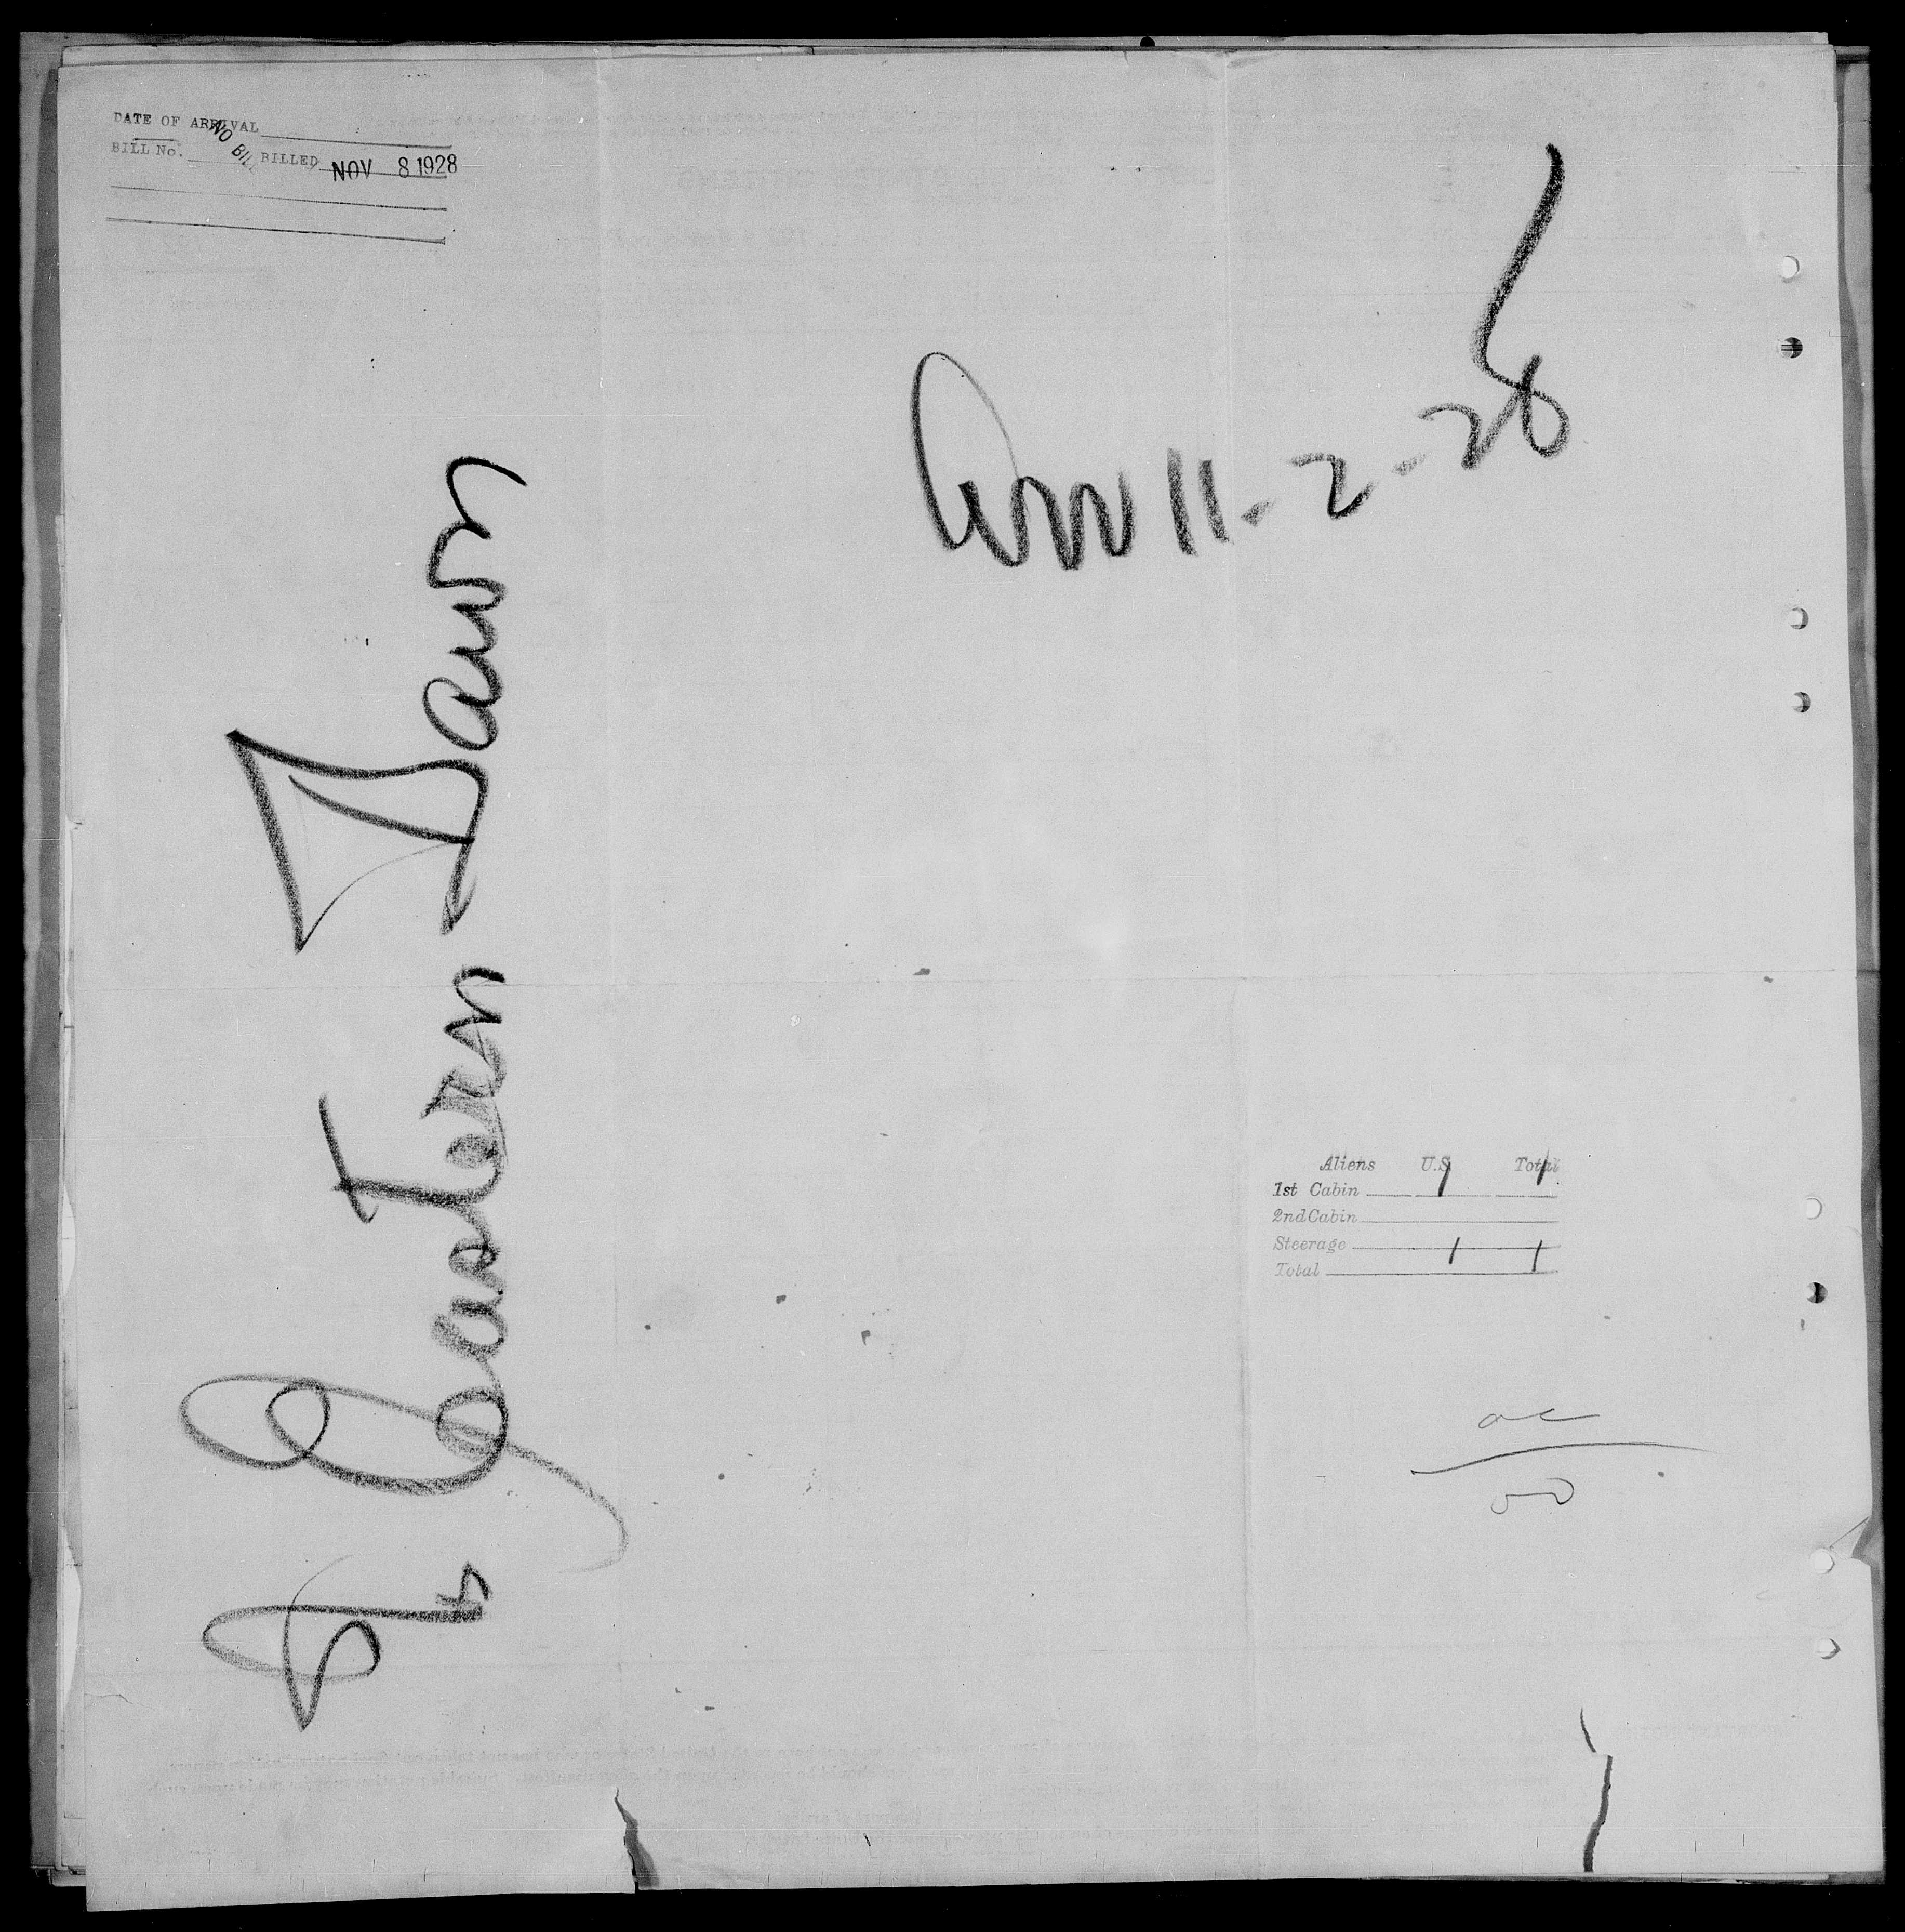 DATE OF ARRIVAL
BILL No. NO BILL BILLED NOV 8 1928
Arr 11-2-28
Str Eastern Dawn
Aliens U.S. Total
1st Cabin 1 1
2nd Cabin
Steerage 1 1
Total